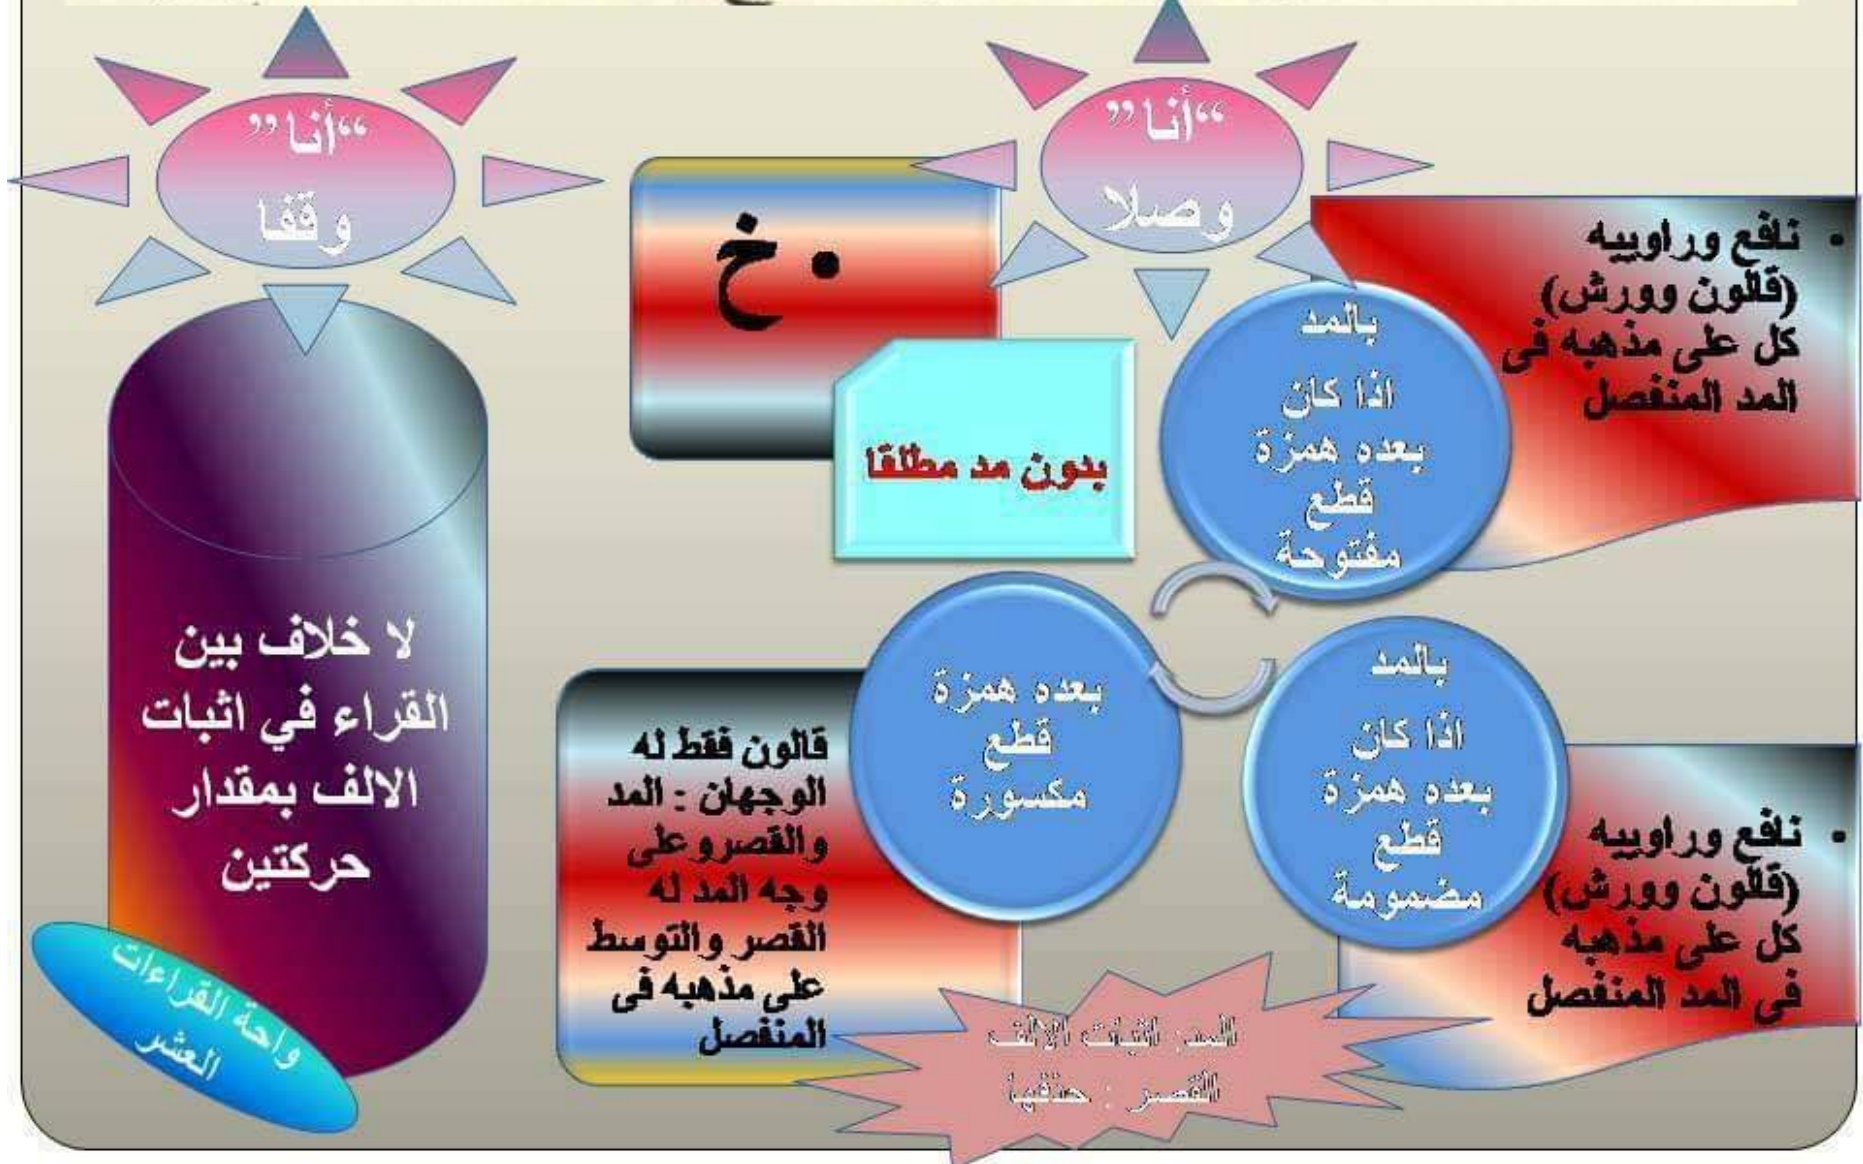 “أنا”
وصلا
نافع وراوييه
(قالون وورش)
كل على مذهبه فى
المد المنفصل
بالمد
اذا كان
بعده همزة
قطع
مفتوحة
خ
بدون مد مطلقا
نافع وراوييه
(قالون وورش)
كل على مذهبه
فى المد المنفصل
بالمد
اذا كان
بعده همزة
قطع
مضمومة
بعده همزة
قطع
مكسورة
قالون فقط له
الوجهان : المد
والقصروعلى
وجه المد له
القصر والتوسط
على مذهبه فى
المنفصل
المد: اثبات الالف
القصر : حذفها
“أنا”
وقفا
لا خلاف بين
القراء في اثبات
الالف بمقدار
حركتين
واحة القراءات
العشر